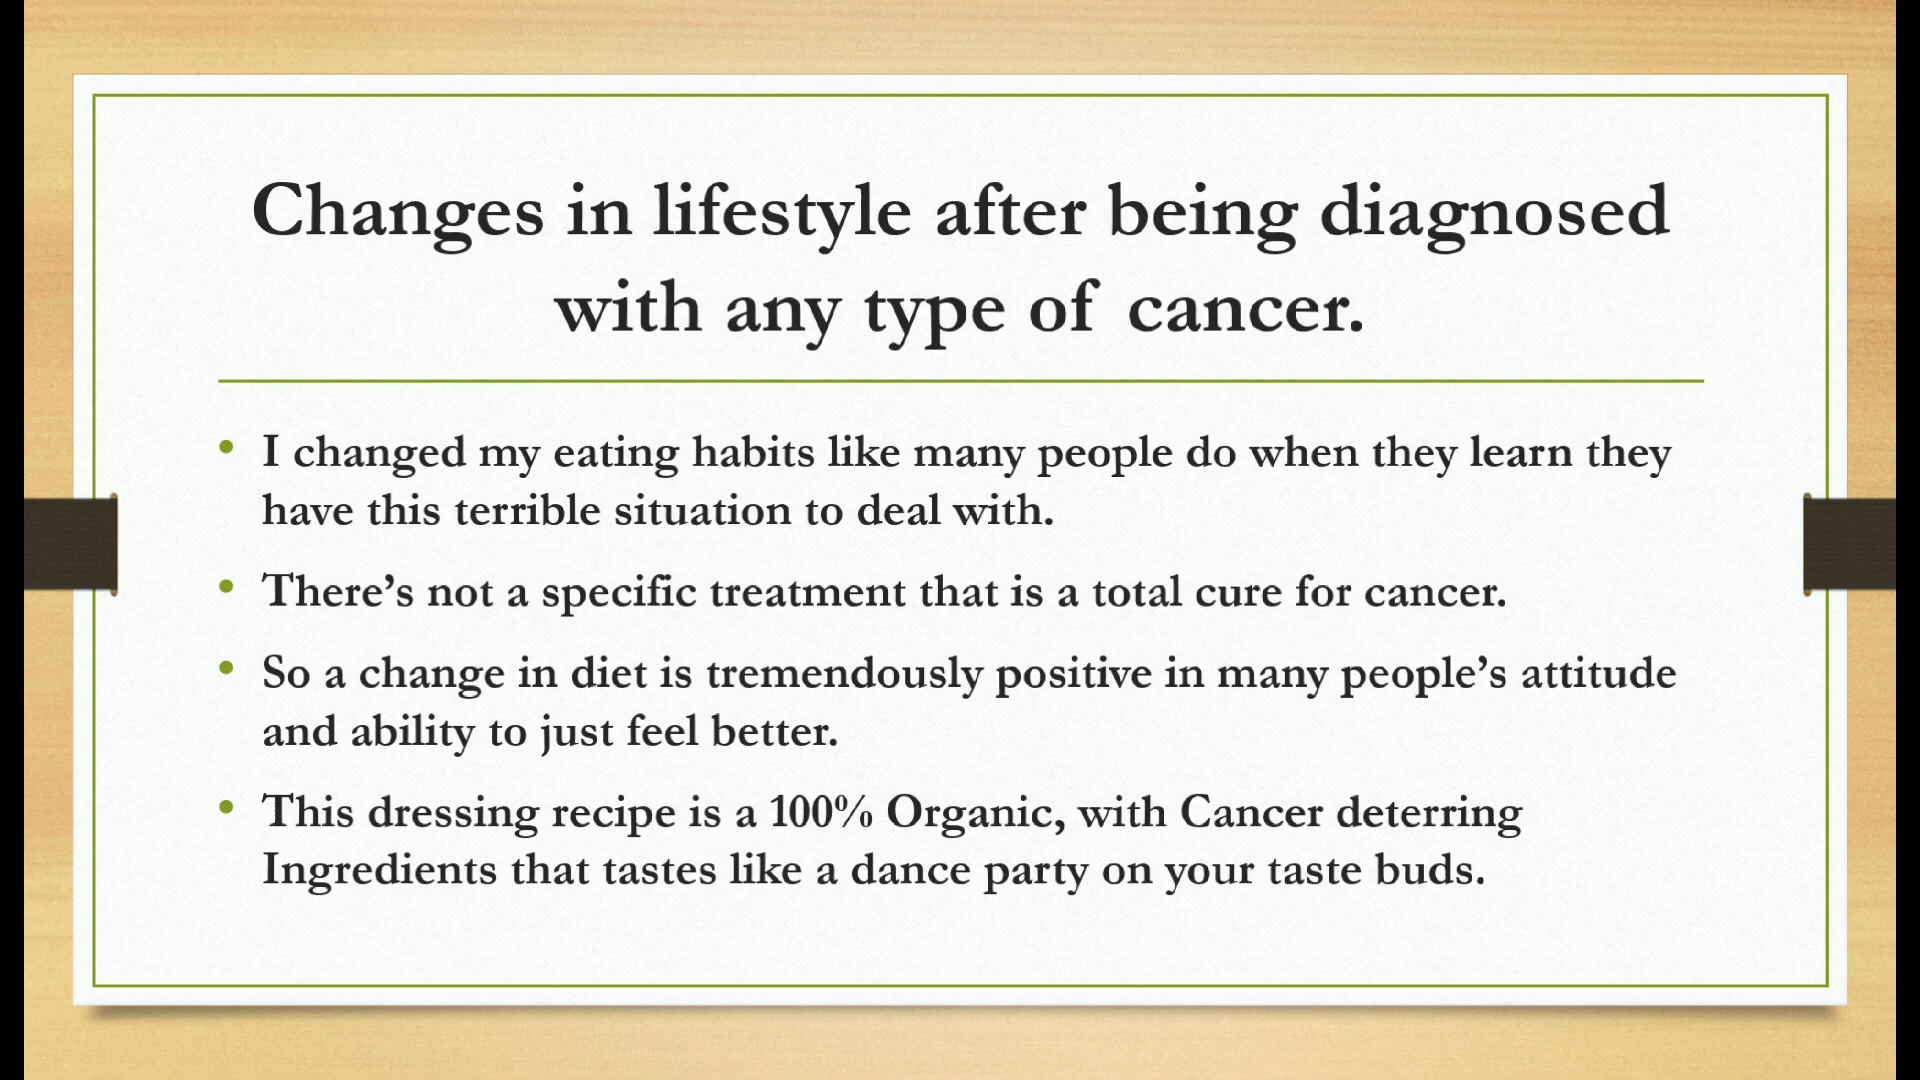 Changes in lifestyle after being diagnosed
with any type of cancer.
• I changed my eating habits like many people do when they learn they
have this terrible situation to deal with.
• There’s not a specific treatment that is a total cure for cancer.
• So a change in diet is tremendously positive in many people’s attitude
and ability to just feel better.
• This dressing recipe is a 100% Organic, with Cancer deterring
Ingredients that tastes like a dance party on your taste buds.